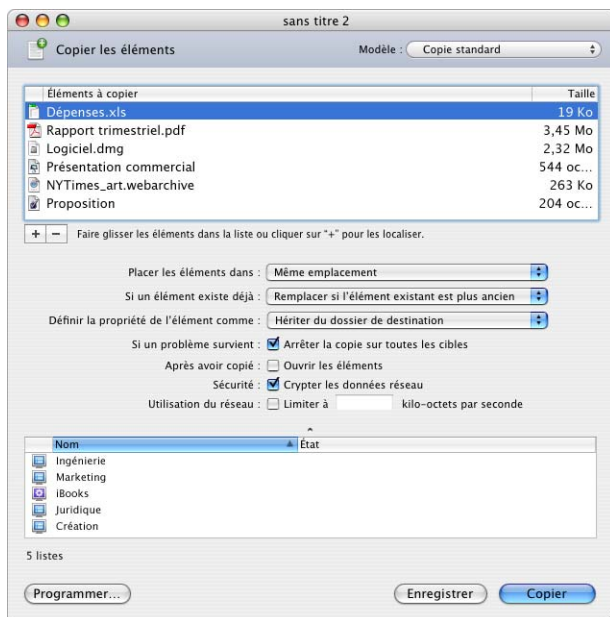 sans titre 2
Copier les éléments
Modèle : Copie standard
Éléments à copier Taille
Dépenses.xls 19 Ko
Rapport trimestriel.pdf 3,45 Mo
Logiciel.dmg 2,32 Mo
Présentation commercial 544 oc...
NYTimes_art.webarchive 263 Ko
Proposition 204 oc...
+ − Faire glisser les éléments dans la liste ou cliquer sur "+" pour les localiser.
Placer les éléments dans : Même emplacement
Si un élément existe déjà : Remplacer si l'élément existant est plus ancien
Définir la propriété de l'élément comme : Hériter du dossier de destination
Si un problème survient : Arrêter la copie sur toutes les cibles
Après avoir copié : Ouvrir les éléments
Sécurité : Crypter les données réseau
Utilisation du réseau : Limiter à kilo-octets par seconde
Nom État
Ingénierie
Marketing
iBooks
Juridique
Création
5 listes
Programmer... Enregistrer Copier